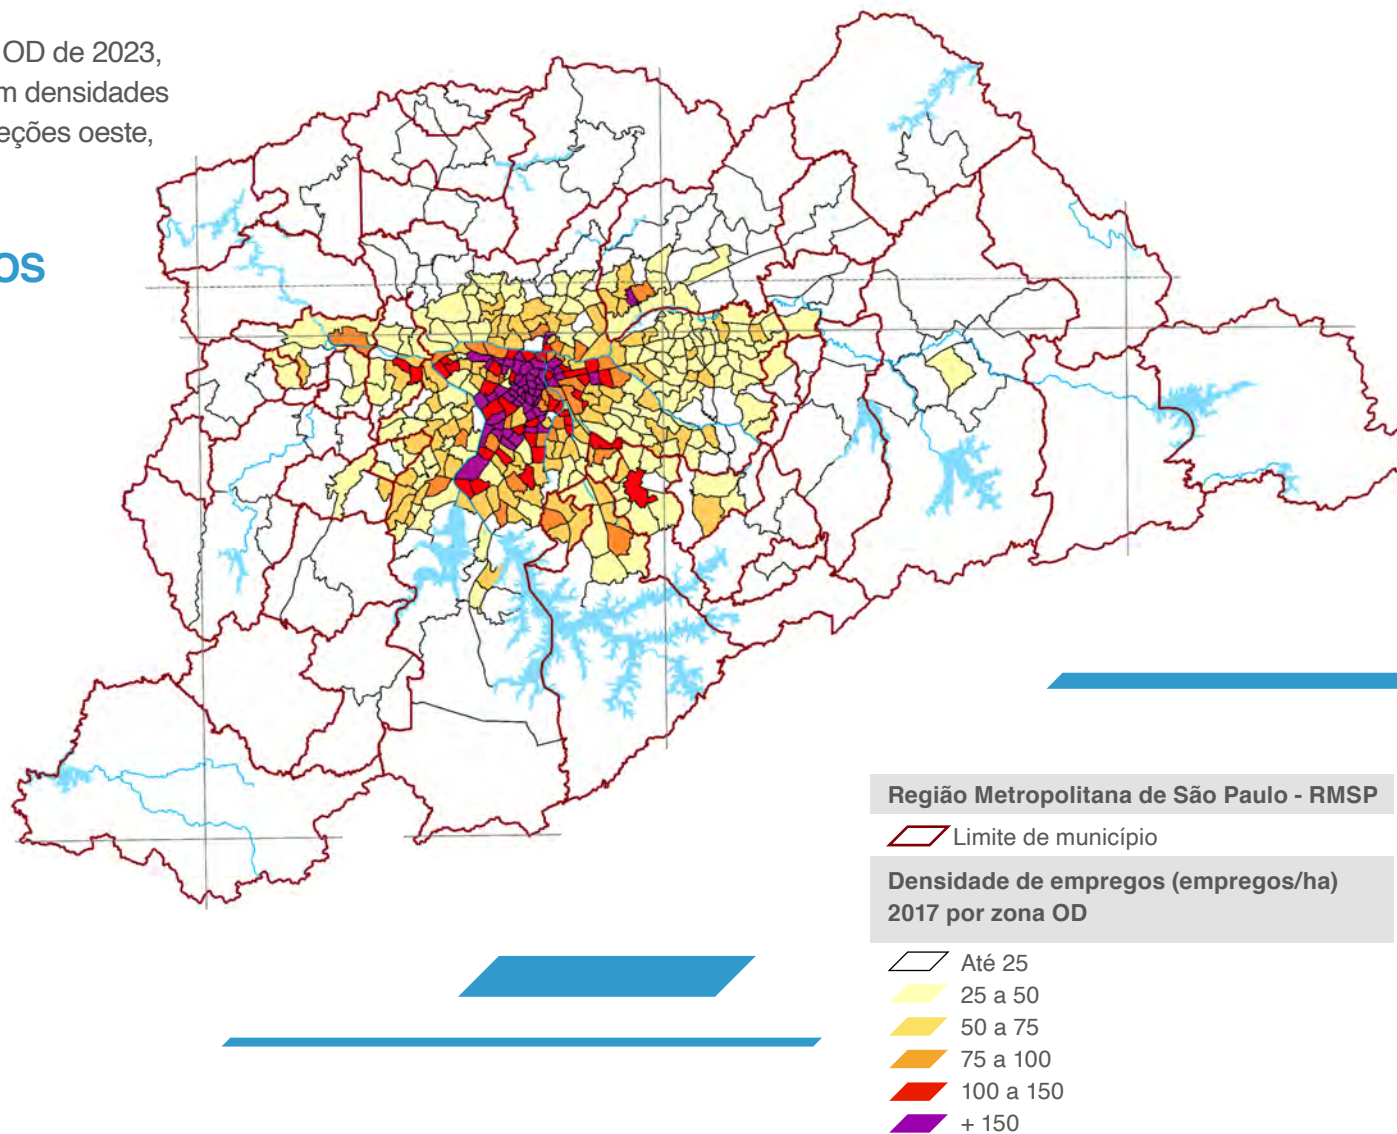 OD de 2023,
m densidades
eções oeste,
OS
Região Metropolitana de São Paulo - RMSP
Limite de município
Densidade de empregos (empregos/ha)
2017 por zona OD
Até 25
25 a 50
50 a 75
75 a 100
100 a 150
+ 150